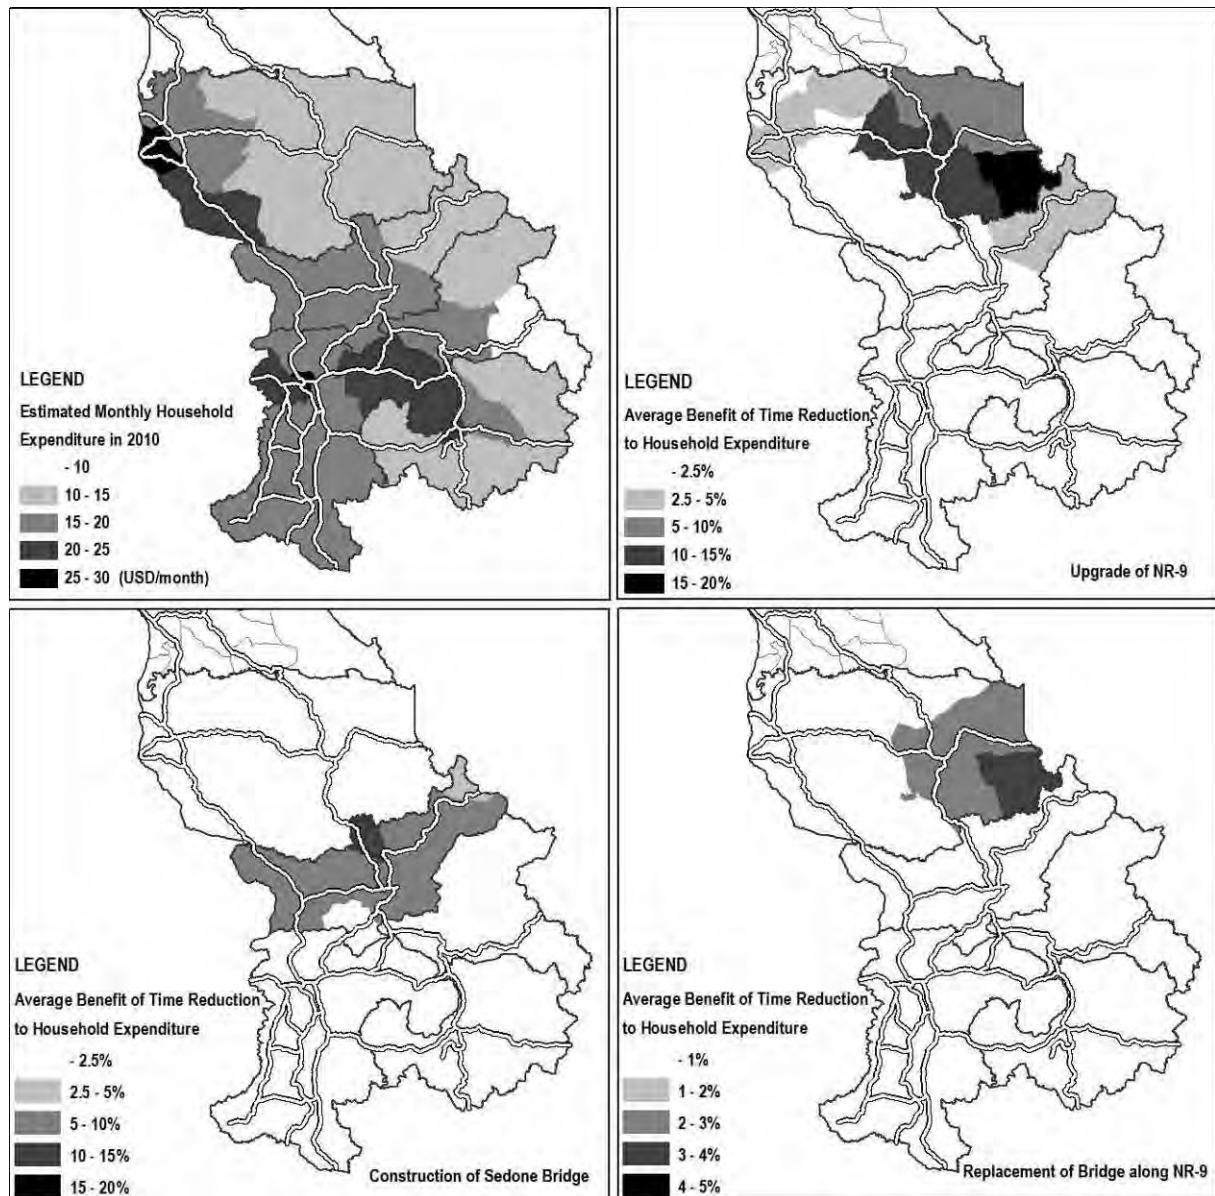 LEGEND
Estimated Monthly Household
Expenditure in 2010
- 10
10 - 15
15 - 20
20 - 25
25 - 30 (USD/month)
LEGEND
Average Benefit of Time Reduction
to Household Expenditure
- 2.5%
2.5 - 5%
5 - 10%
10 - 15%
15 - 20%
Upgrade of NR-9
LEGEND
Average Benefit of Time Reduction
to Household Expenditure
- 2.5%
2.5 - 5%
5 - 10%
10 - 15%
15 - 20%
Construction of Sedone Bridge
LEGEND
Average Benefit of Time Reduction
to Household Expenditure
- 1%
1 - 2%
2 - 3%
3 - 4%
4 - 5%
Replacement of Bridge along NR-9